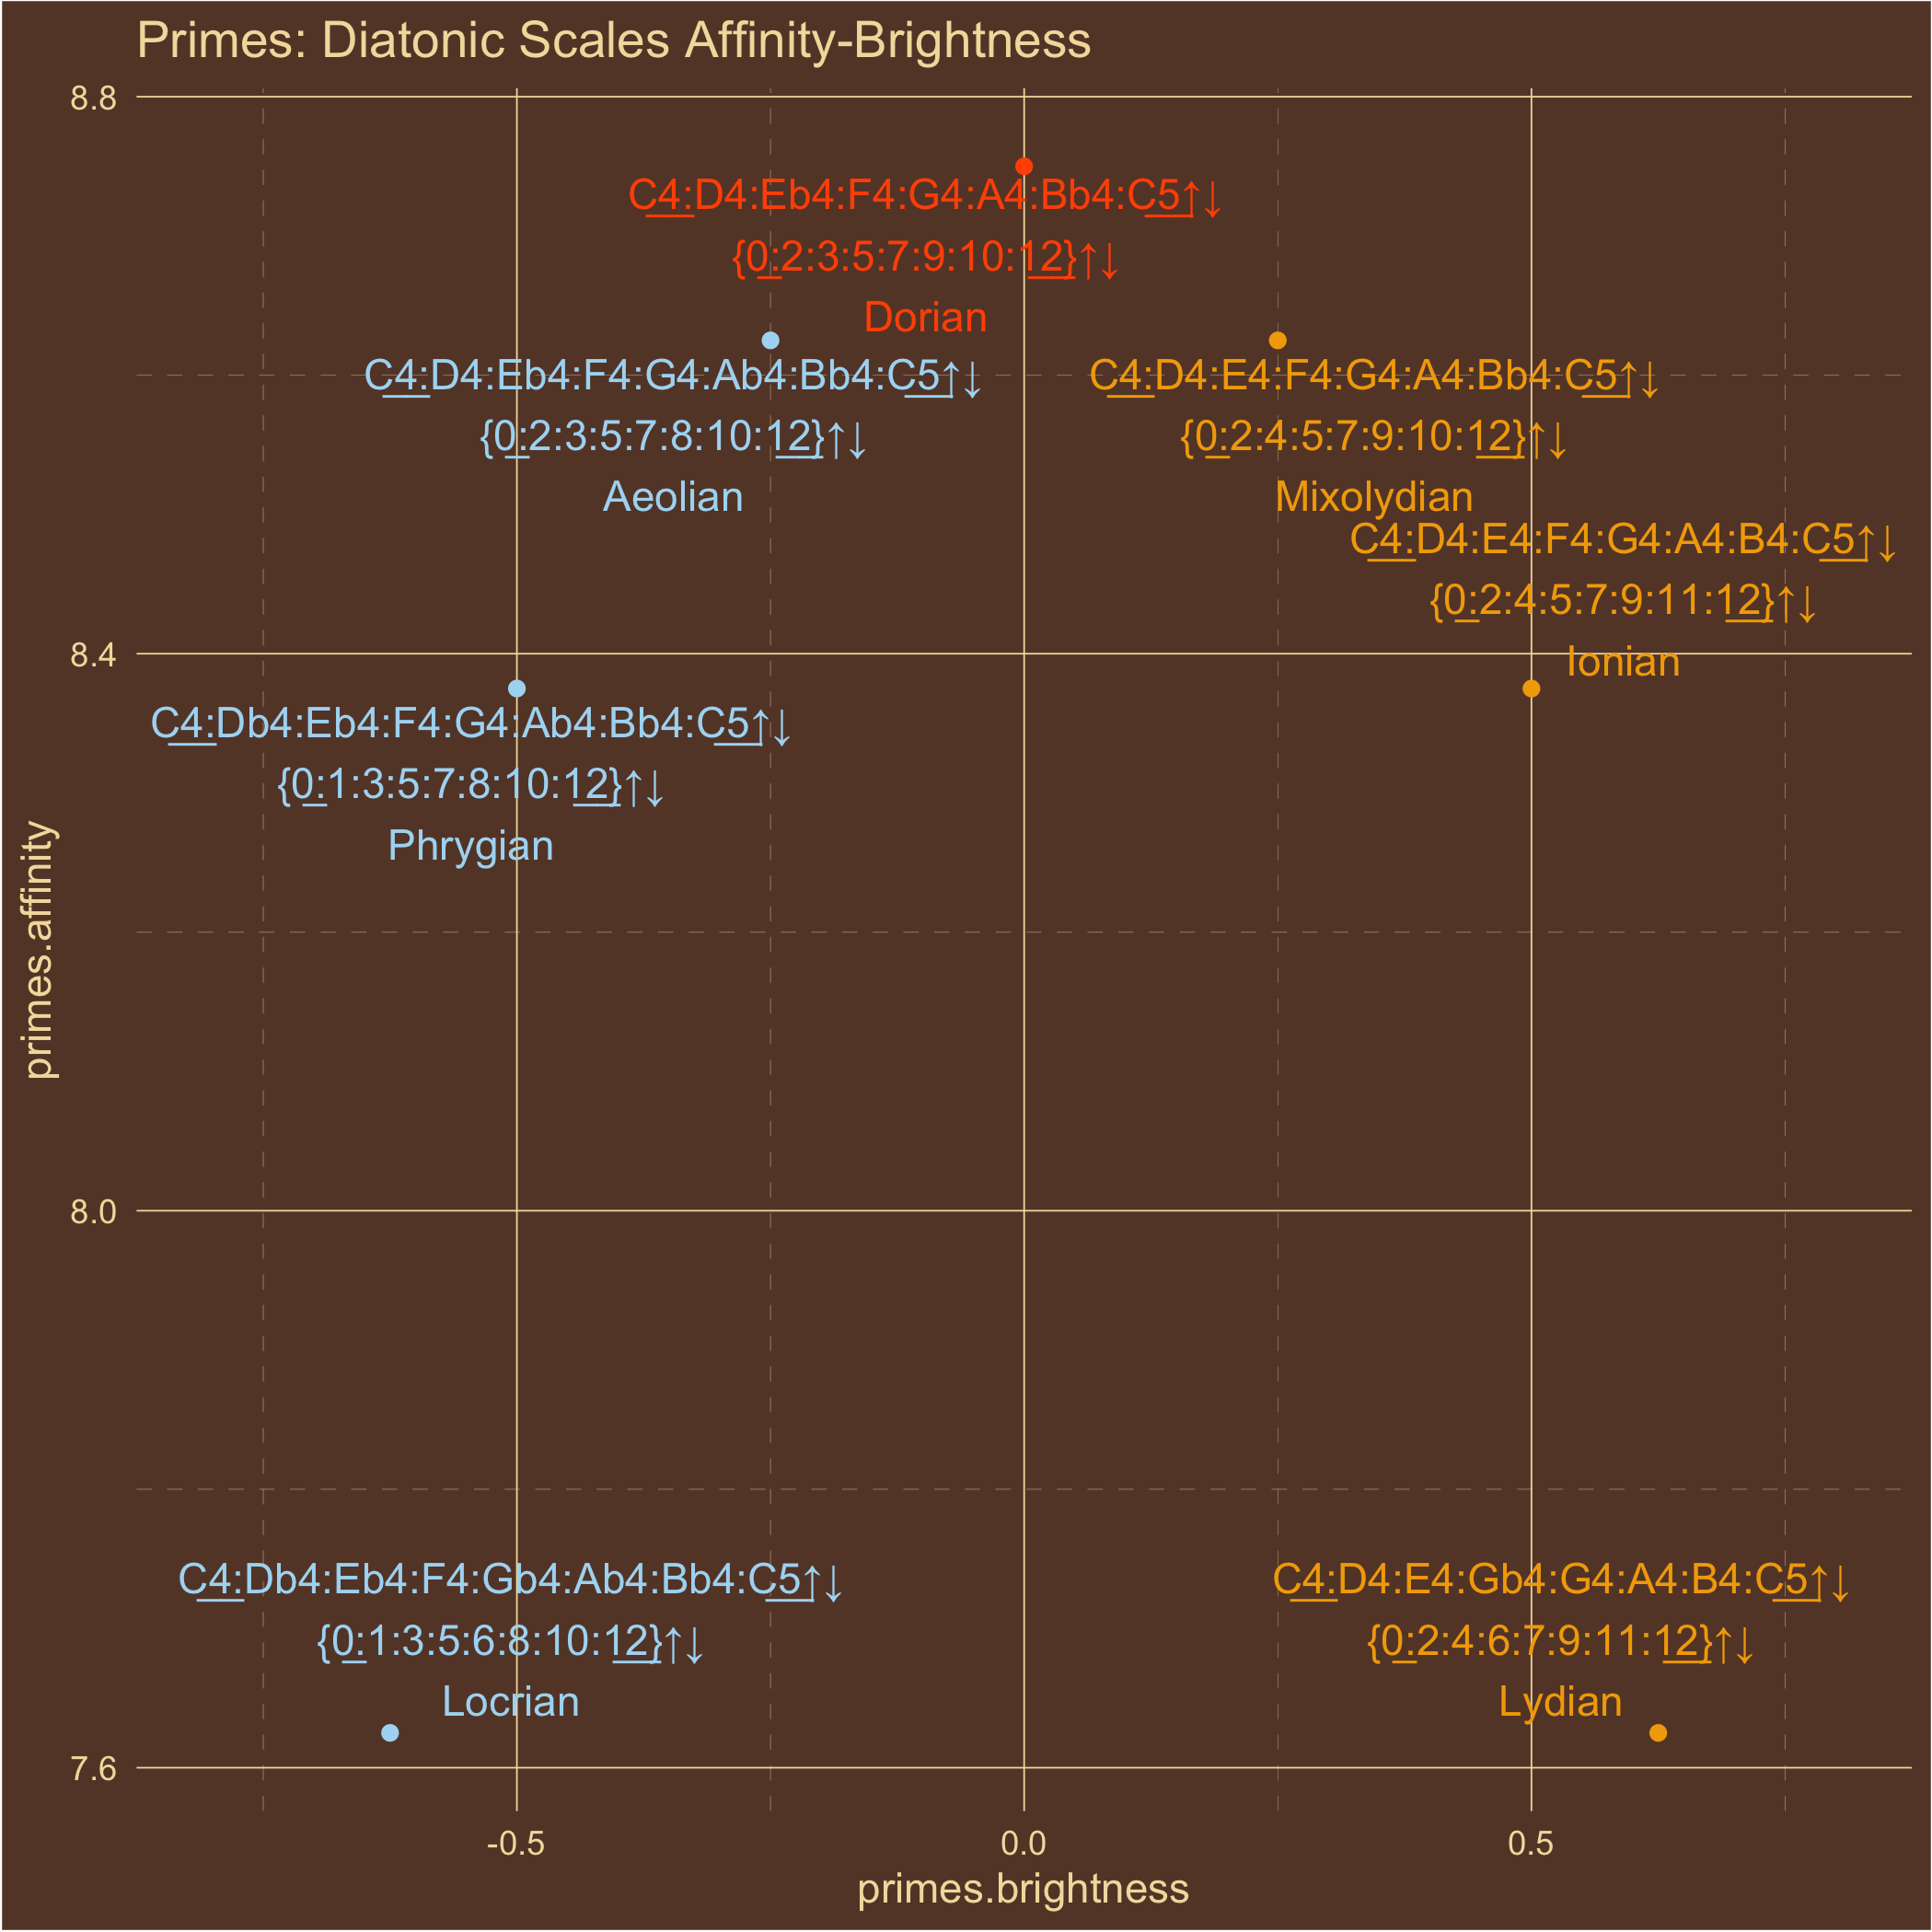 Primes: Diatonic Scales Affinity-Brightness
8.8
C4:D4:Eb4:F4:G4:A4:Bb4:C5↑↓
{0:2:3:5:7:9:10:12}↑↓
Dorian
C4:D4:Eb4:F4:G4:Ab4:Bb4:C5↑↓
{0:2:3:5:7:8:10:12}↑↓
Aeolian
C4:D4:E4:F4:G4:A4:Bb4:C5↑↓
{0:2:4:5:7:9:10:12}↑↓
Mixolydian
C4:D4:E4:F4:G4:A4:B4:C5↑↓
{0:2:4:5:7:9:11:12}↑↓
Ionian
8.4
C4:Db4:Eb4:F4:G4:Ab4:Bb4:C5↑↓
{0:1:3:5:7:8:10:12}↑↓
Phrygian
primes.affinity
8.0
C4:Db4:Eb4:F4:Gb4:Ab4:Bb4:C5↑↓
{0:1:3:5:6:8:10:12}↑↓
Locrian
C4:D4:E4:Gb4:G4:A4:B4:C5↑↓
{0:2:4:6:7:9:11:12}↑↓
Lydian
7.6
-0.5
0.0
0.5
primes.brightness